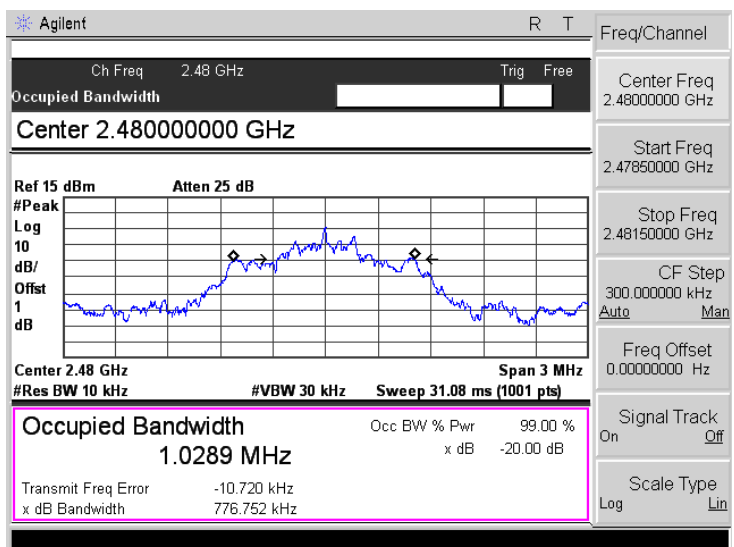 Agilent R T
Ch Freq 2.48 GHz Trig Free
Occupied Bandwidth
Center 2.480000000 GHz
Ref 15 dBm Atten 25 dB
#Peak
Log
10
dB/
Offst
1
dB
Center 2.48 GHz Span 3 MHz
#Res BW 10 kHz #VBW 30 kHz Sweep 31.08 ms (1001 pts)
Occupied Bandwidth
1.0289 MHz
Occ BW % Pwr 99.00 %
x dB -20.00 dB
Transmit Freq Error -10.720 kHz
x dB Bandwidth 776.752 kHz
Freq/Channel
Center Freq
2.48000000 GHz
Start Freq
2.47850000 GHz
Stop Freq
2.48150000 GHz
CF Step
300.000000 kHz
Auto Man
Freq Offset
0.00000000 Hz
Signal Track
On Off
Scale Type
Log Lin